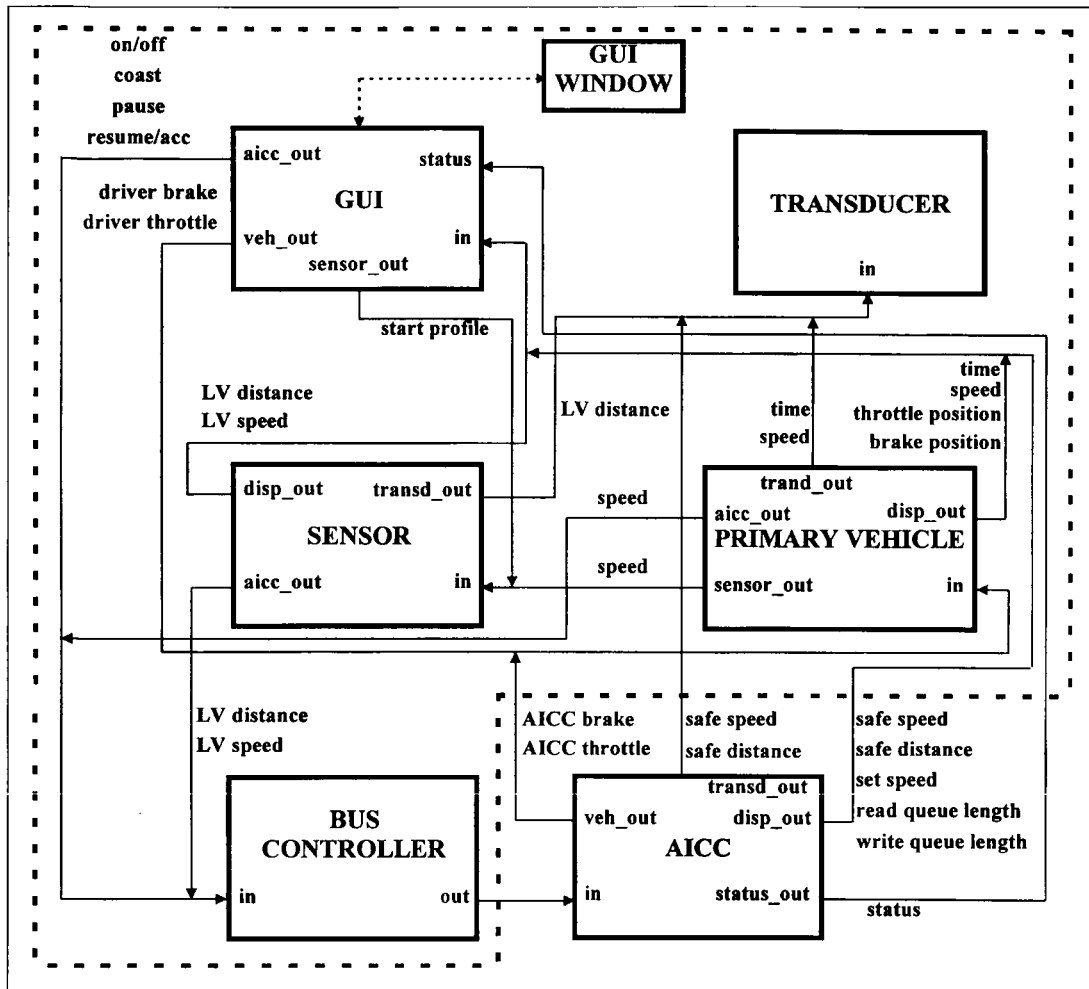 on/off
coast
pause
resume/acc
GUI
WINDOW
aicc_out
status
GUI
driver brake
driver throttle
veh_out
in
sensor_out
start profile
TRANSDUCER
in
LV distance
LV speed
LV distance
time
speed
time
speed
throttle position
brake position
disp_out
transd_out
SENSOR
aicc_out
in
speed
speed
trand_out
aicc_out
disp_out
PRIMARY VEHICLE
sensor_out
in
LV distance
LV speed
AICC brake
AICC throttle
safe speed
safe distance
safe speed
safe distance
set speed
read queue length
write queue length
BUS
CONTROLLER
in
out
transd_out
veh_out
disp_out
AICC
in
status_out
status